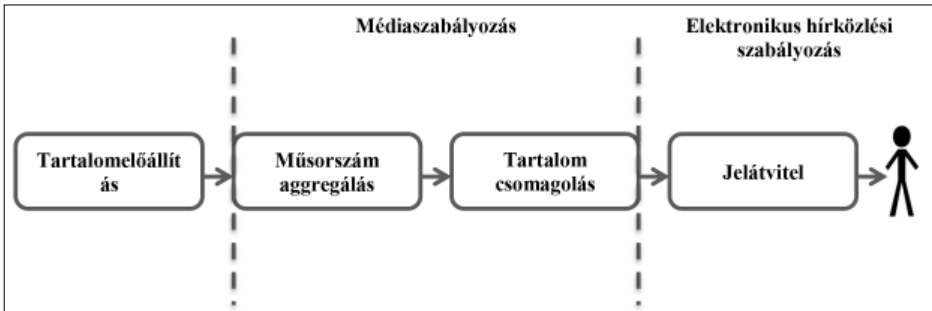 Médiaszabályozás
Elektronikus hírközlési
szabályozás
Tartalomelőállít
ás
Műsorszám
aggregálás
Tartalom
csomagolás
Jelátvitel